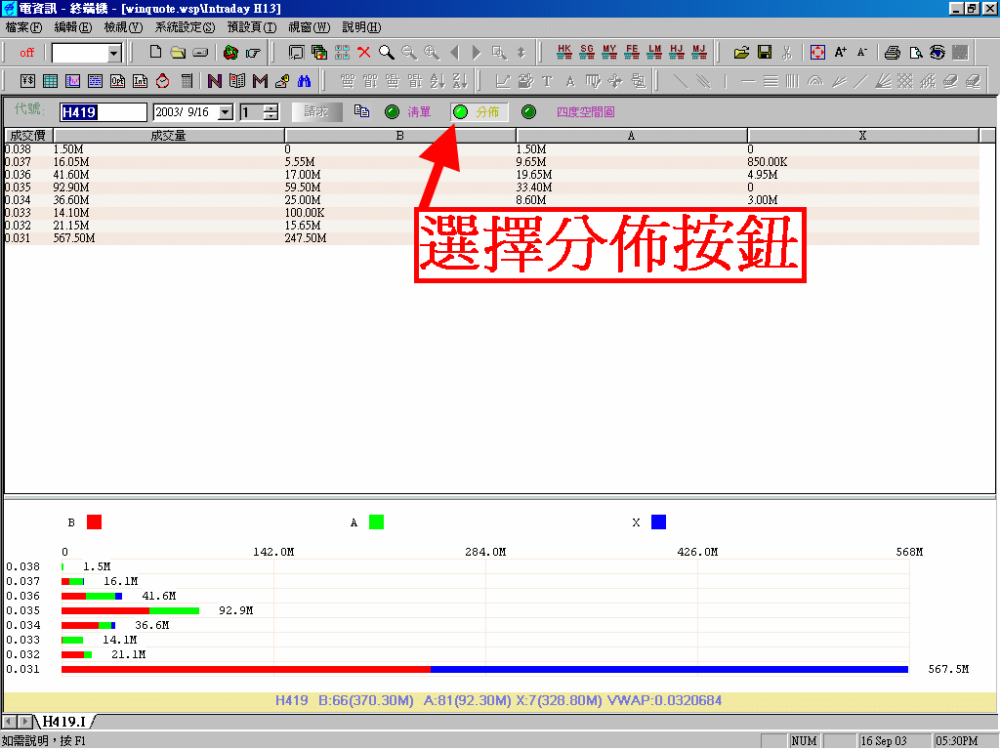 電資訊 - 終端機 - [winquote.wsp\Intraday H13]
檔案(F) 編輯(E) 檢視(V) 系統設定(S) 預設頁(T) 視窗(W) 說明(H)
off HK SG MY FE LM HJ MJ A+ A-
代號: H419 2003/ 9/16 1 請求 清單 分佈 四度空間圖
成交價 成交量 B A X
0.038 1.50M 0 1.50M 0
0.037 16.05M 5.55M 9.65M 850.00K
0.036 41.60M 17.00M 19.65M 4.95M
0.035 92.90M 59.50M 33.40M 0
0.034 36.60M 25.00M 8.60M 3.00M
0.033 14.10M 100.00K
0.032 21.15M 15.65M
0.031 567.50M 247.50M
選擇分佈按鈕
B A X
0 142.0M 284.0M 426.0M 568M
0.038 1.5M
0.037 16.1M
0.036 41.6M
0.035 92.9M
0.034 36.6M
0.033 14.1M
0.032 21.1M
0.031 567.5M
H419 B:66(370.30M) A:81(92.30M) X:7(328.80M) VWAP:0.0320684
H419.I
如需說明，按 F1 NUM 16 Sep 03 05:30PM